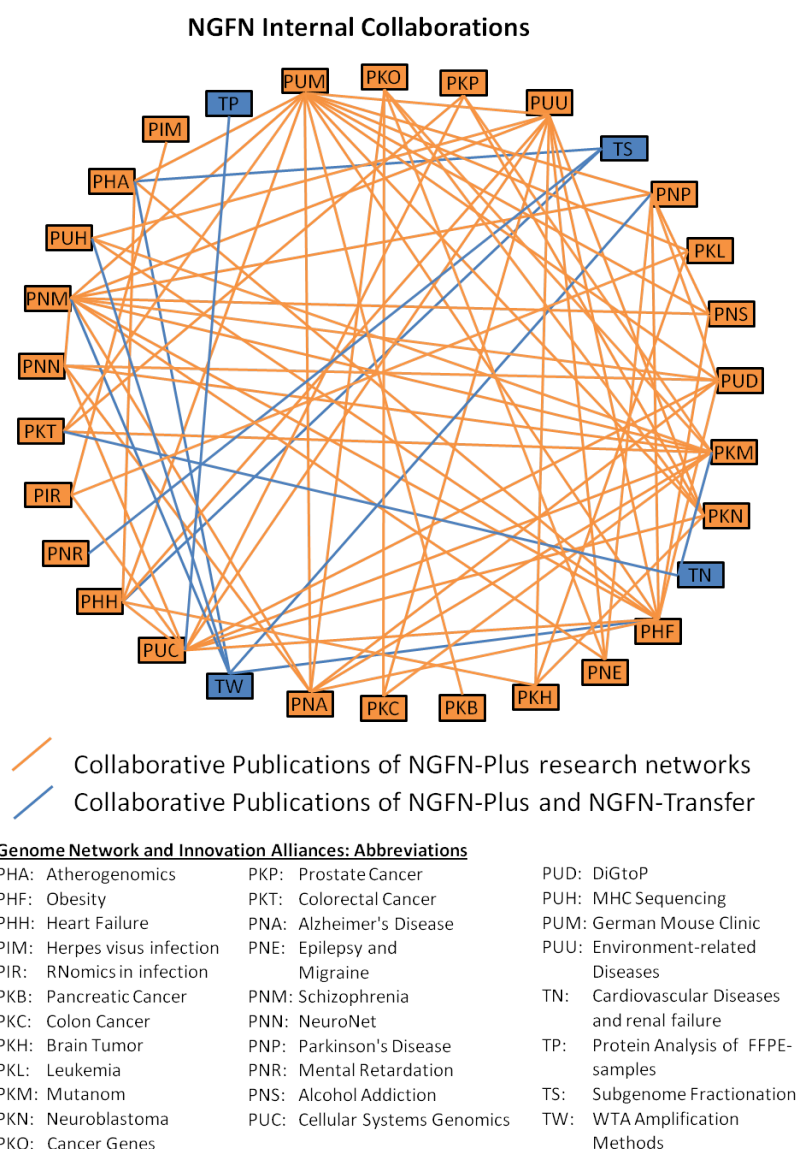 NGFN Internal Collaborations
PUM
PKO
PKP
PUU
TP
PIM
TS
PHA
PNP
PUH
PKL
PNM
PNS
PNN
PUD
PKT
PKM
PIR
PKN
PNR
TN
PHH
PHF
PUC
PNE
TW
PNA
PKC
PKB
PKH
Collaborative Publications of NGFN-Plus research networks
Collaborative Publications of NGFN-Plus and NGFN-Transfer
Genome Network and Innovation Alliances: Abbreviations
PHA: Atherogenomics
PHF: Obesity
PHH: Heart Failure
PIM: Herpes visus infection
PIR: RNomics in infection
PKB: Pancreatic Cancer
PKC: Colon Cancer
PKH: Brain Tumor
PKL: Leukemia
PKM: Mutanom
PKN: Neuroblastoma
PKO: Cancer Genes
PKP: Prostate Cancer
PKT: Colorectal Cancer
PNA: Alzheimer's Disease
PNE: Epilepsy and
Migraine
PNM: Schizophrenia
PNN: NeuroNet
PNP: Parkinson's Disease
PNR: Mental Retardation
PNS: Alcohol Addiction
PUC: Cellular Systems Genomics
PUD: DiGtoP
PUH: MHC Sequencing
PUM: German Mouse Clinic
PUU: Environment-related
Diseases
TN: Cardiovascular Diseases
and renal failure
TP: Protein Analysis of FFPE-
samples
TS: Subgenome Fractionation
TW: WTA Amplification
Methods